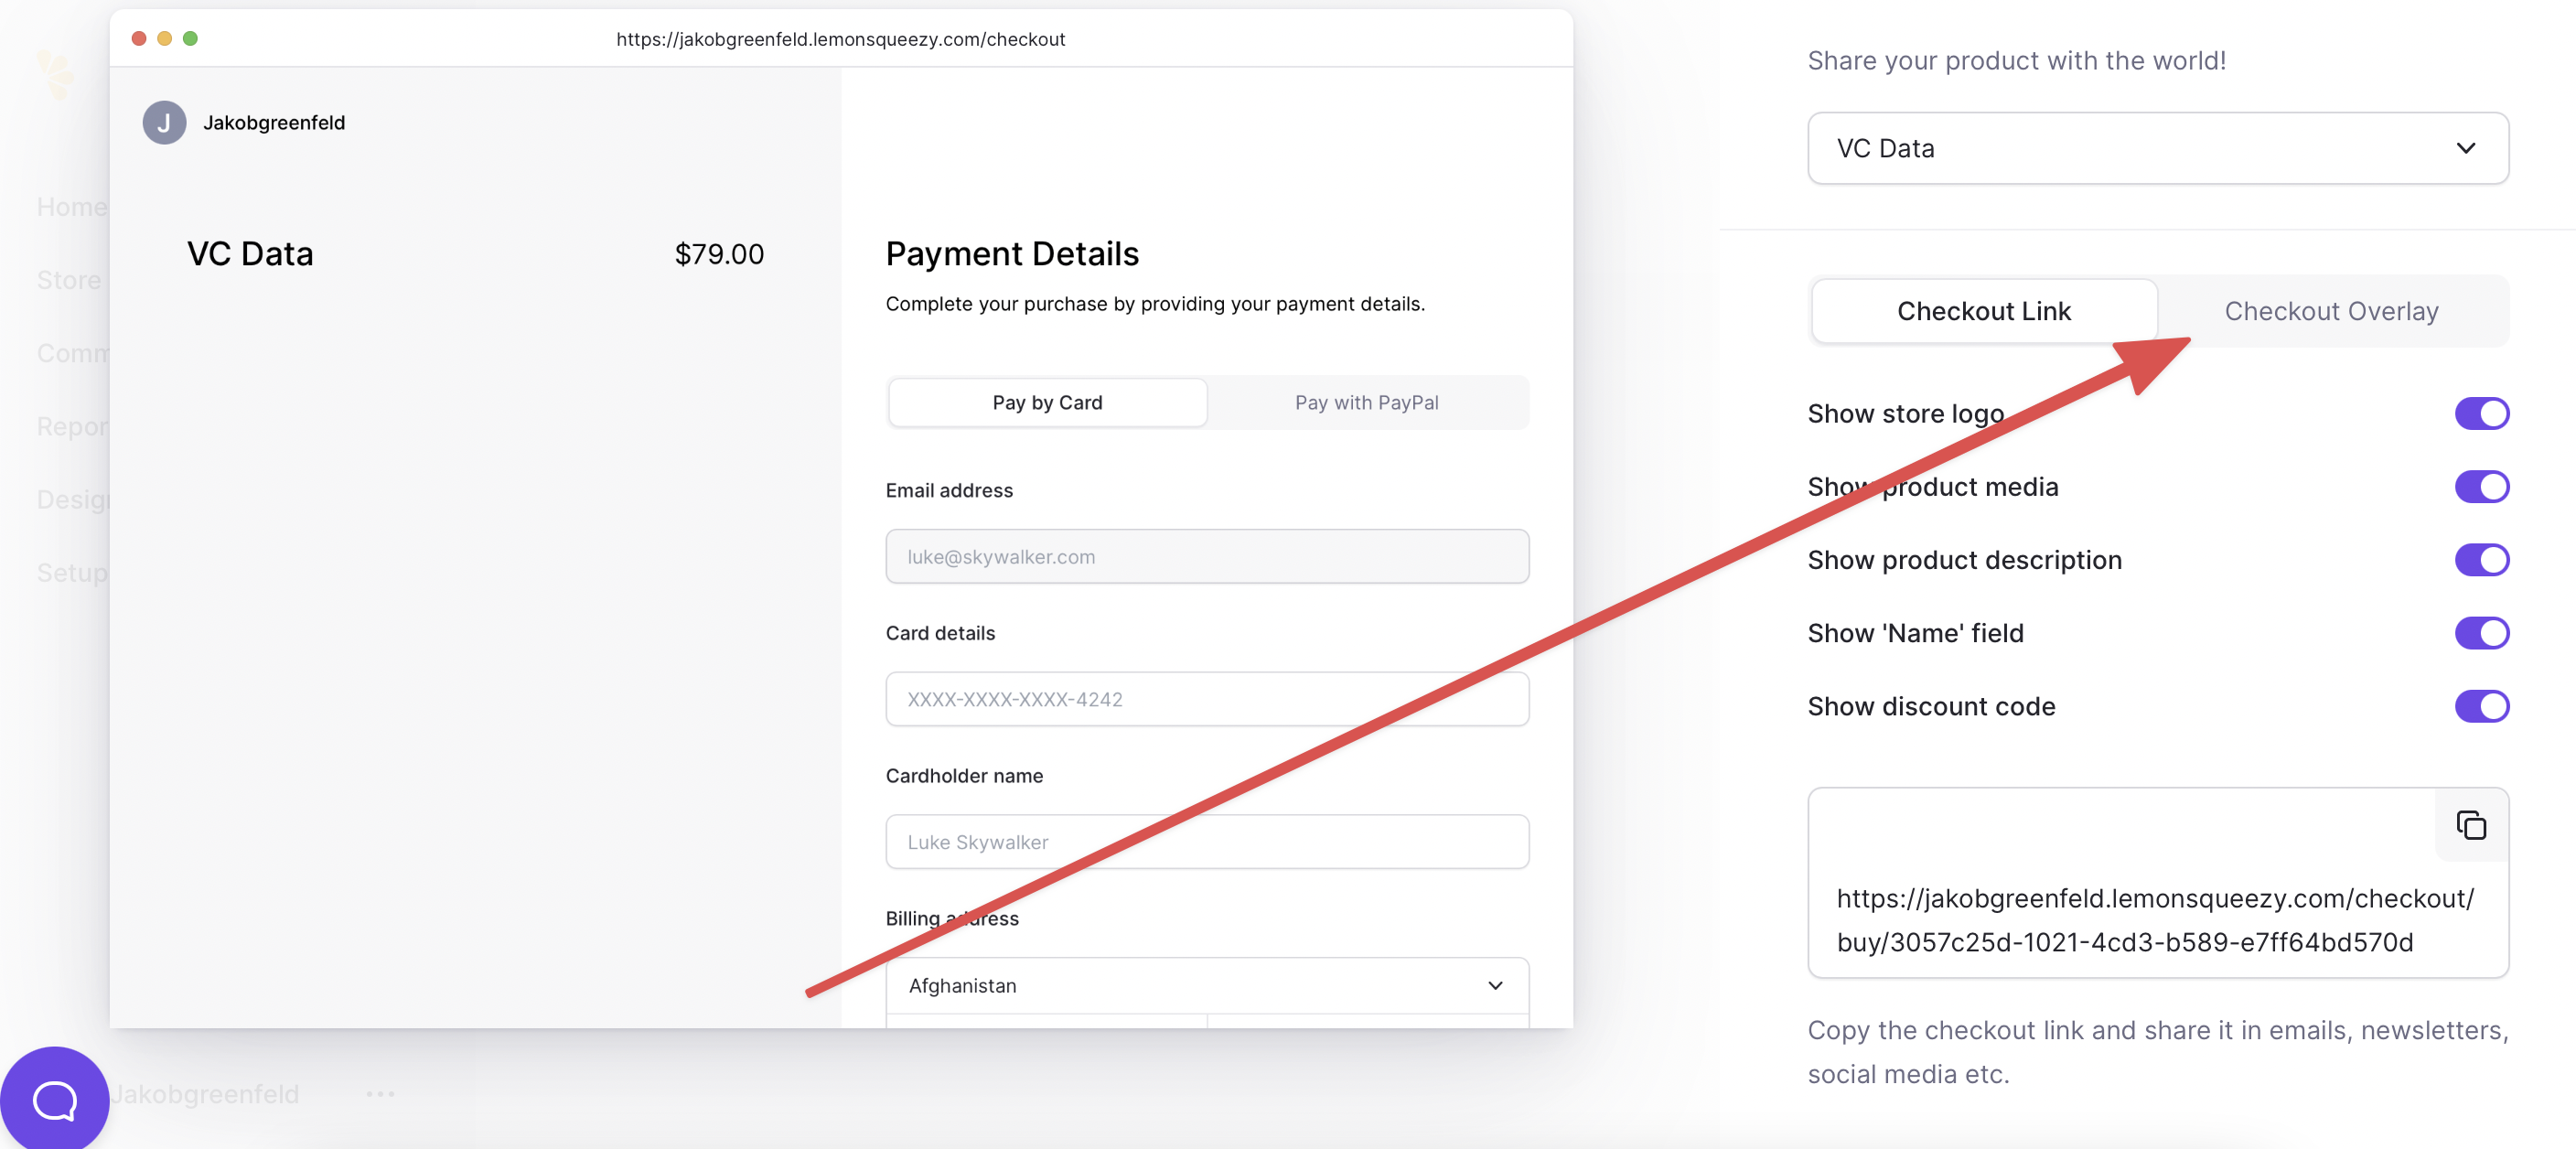 https://jakobgreenfeld.lemonsqueezy.com/checkout
J
Jakobgreenfeld
Home
Store
Comm
Repor
Design
Setup
VC Data
$79.00
Payment Details
Complete your purchase by providing your payment details.
Pay by Card
Pay with PayPal
Email address
luke@skywalker.com
Card details
XXXX-XXXX-XXXX-4242
Cardholder name
Luke Skywalker
Billing address
Afghanistan
Jakobgreenfeld
Share your product with the world!
VC Data
Checkout Link
Checkout Overlay
Show store logo
Show product media
Show product description
Show 'Name' field
Show discount code
https://jakobgreenfeld.lemonsqueezy.com/checkout/
buy/3057c25d-1021-4cd3-b589-e7ff64bd570d
Copy the checkout link and share it in emails, newsletters,
social media etc.